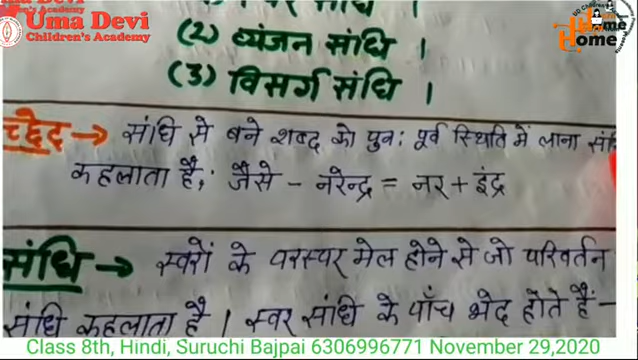 Uma Devi
Children's Academy
Home
Home
(2) व्यंजन संधि ।
(3) विसर्ग संधि ।
च्छेद → संधि से बने शब्द को पुनः पूर्व स्थिति में लाना
कहलाता है; जैसे - नरेन्द्र = नर + इंद्र
संधि → स्वरों के परस्पर मेल होने से जो परिवर्तन
संधि कहलाता है । स्वर संधि के पाँच भेद होते हैं-
Class 8th, Hindi, Suruchi Bajpai 6306996771 November 29,2020